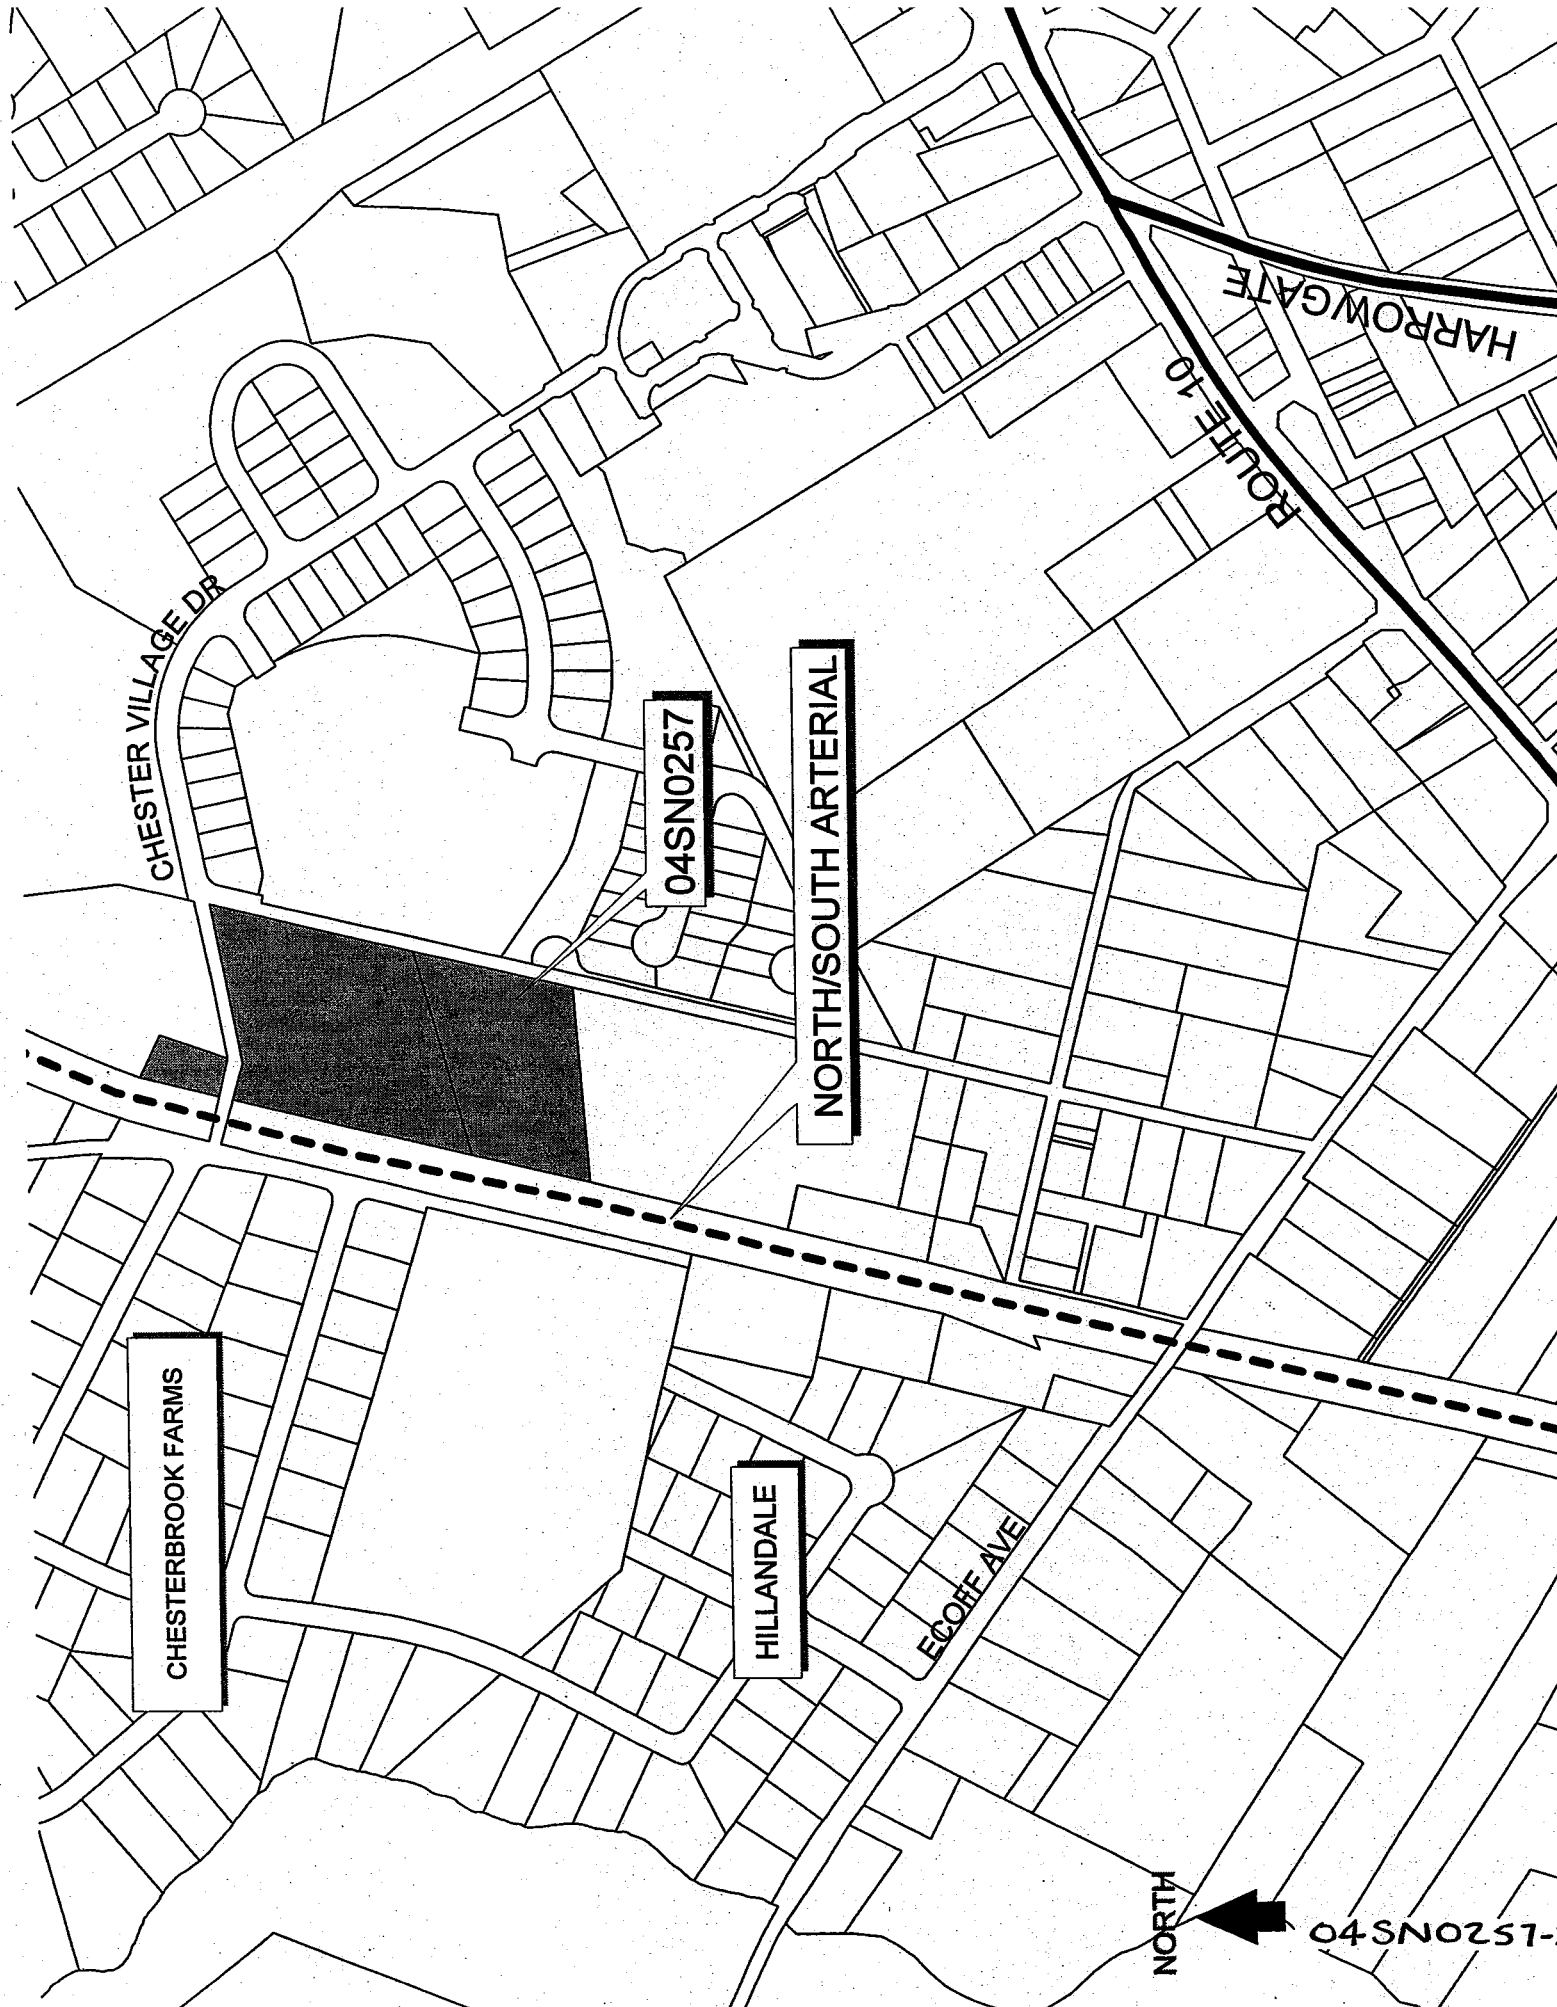 CHESTER VILLAGE DR
04SN0257
NORTH/SOUTH ARTERIAL
ROUTE 10
HARROWGATE
CHESTERBROOK FARMS
HILLANDALE
ECOFF AVE
NORTH
04SN0257-